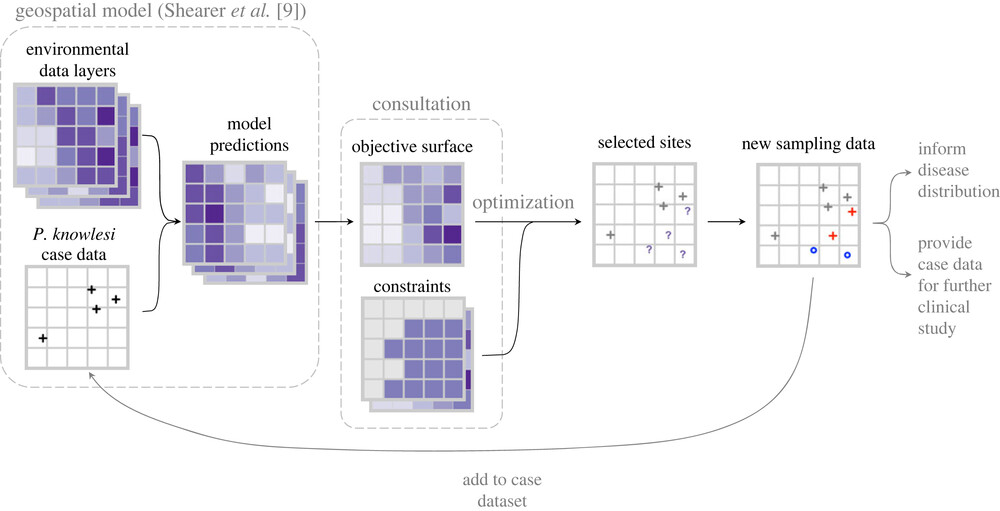 geospatial model (Shearer et al. [9])
environmental
data layers
P. knowlesi
case data
model
predictions
consultation
objective surface
constraints
optimization
selected sites
? 
? 
? ?
new sampling data
inform
disease
distribution
provide
case data
for further
clinical
study
add to case
dataset